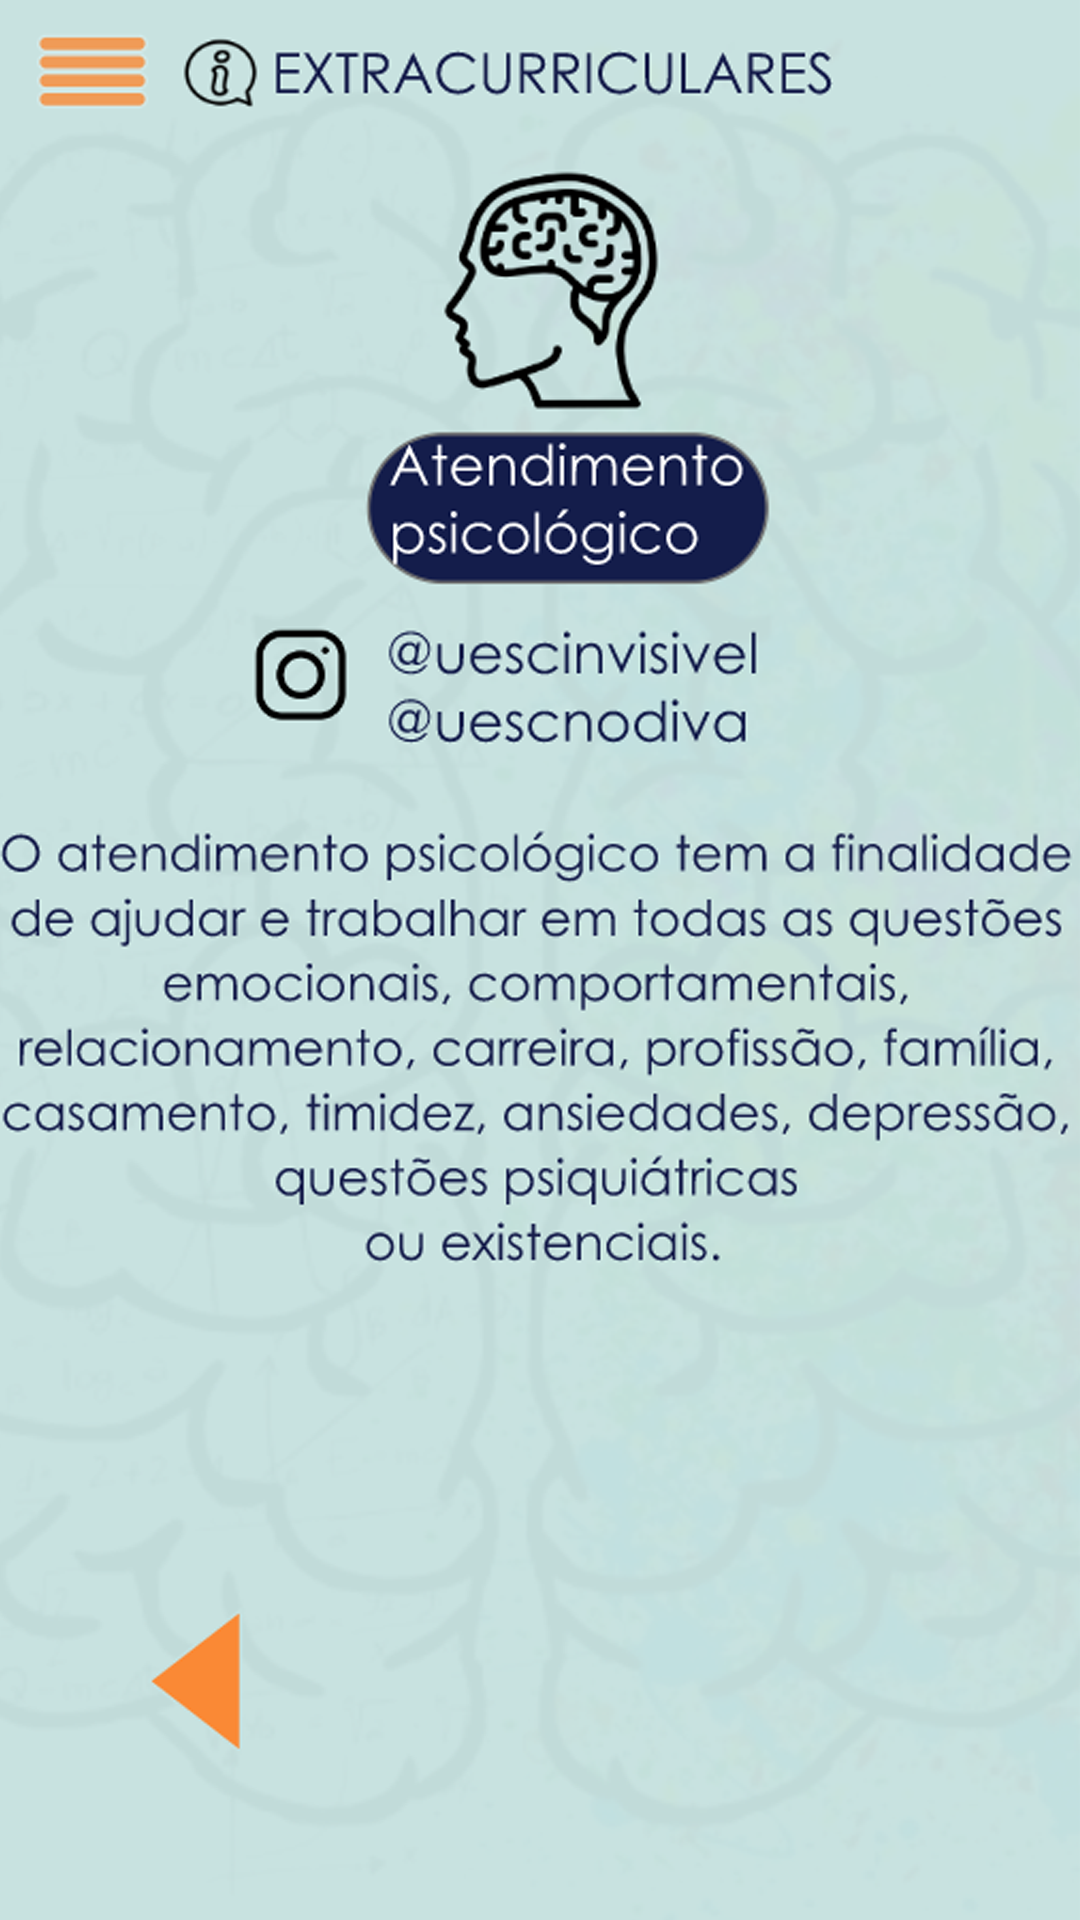 EXTRACURRICULARES
Atendimento
psicológico
@uescinvisivel
@uescnodiva
O atendimento psicológico tem a finalidade
de ajudar e trabalhar em todas as questões
emocionais, comportamentais,
relacionamento, carreira, profissão, família,
casamento, timidez, ansiedades, depressão,
questões psiquiátricas
ou existenciais.